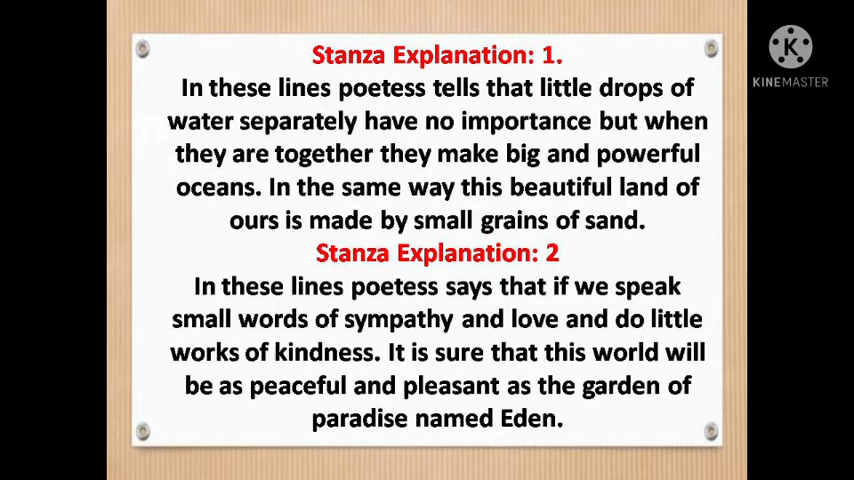 Stanza Explanation: 1.
In these lines poetess tells that little drops of
water separately have no importance but when
they are together they make big and powerful
oceans. In the same way this beautiful land of
ours is made by small grains of sand.
Stanza Explanation: 2
In these lines poetess says that if we speak
small words of sympathy and love and do little
works of kindness. It is sure that this world will
be as peaceful and pleasant as the garden of
paradise named Eden.
K
KINEMASTER